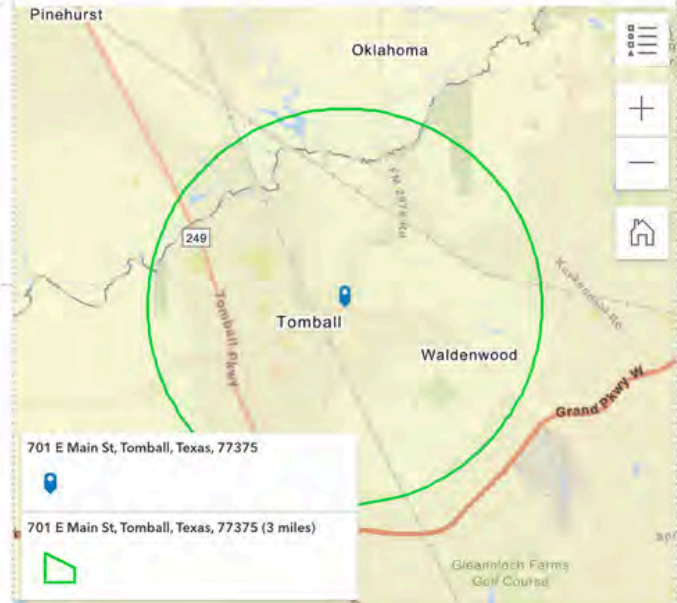 Pinehurst
Oklahoma
FM 2978 Rd
249
Kuykendahl Rd
Tomball Pkwy
Tomball
Waldenwood
Grand Pkwy W
701 E Main St, Tomball, Texas, 77375
701 E Main St, Tomball, Texas, 77375 (3 miles)
Gleannloch Farms
Golf Course